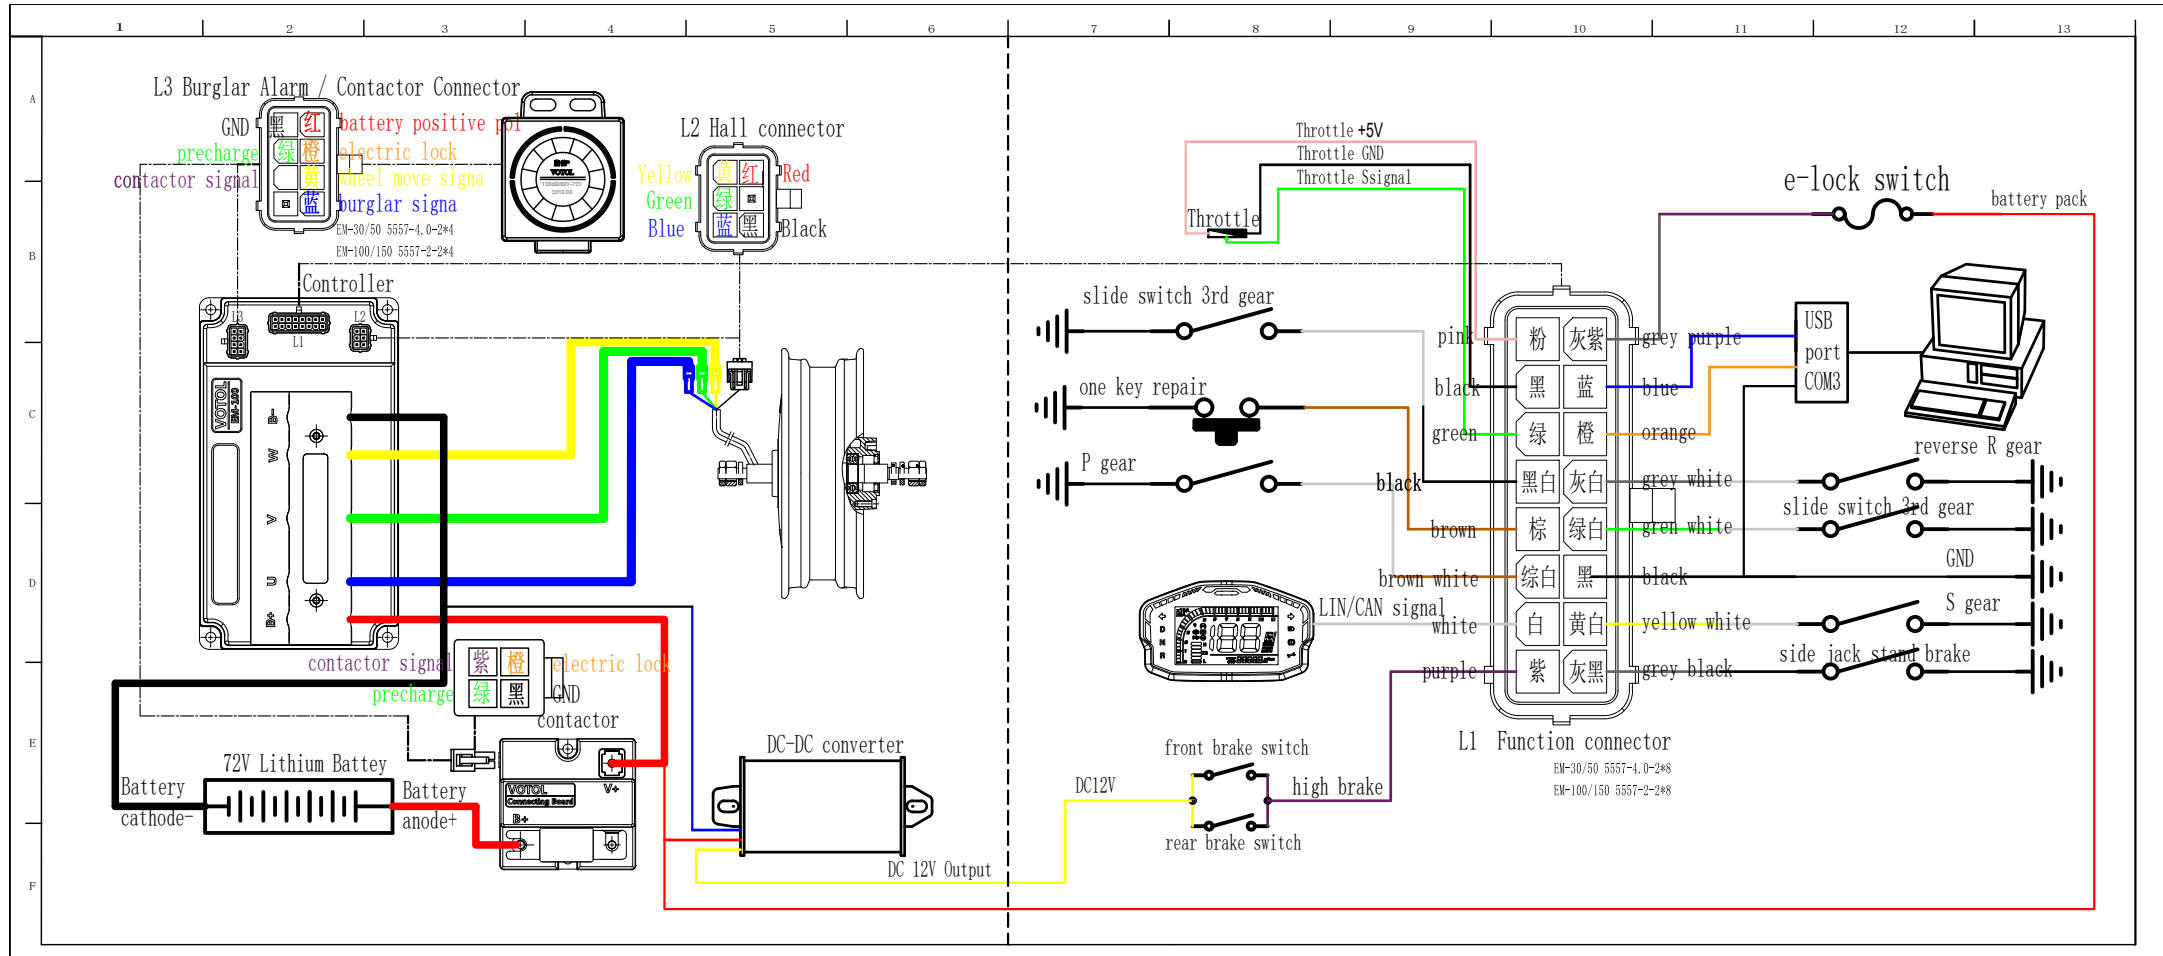 1 2 3 4 5 6 7 8 9 10 11 12 13
A
B
C
D
E
F
L3 Burglar Alarm / Contactor Connector
GND 黑 红 battery positive pol
precharge 绿 橙 electric lock
contactor signal 黄 wheel move signa
蓝 burglar signa
EM-30/50 5557-4.0-2*4
EM-100/150 5557-2-2*4
VOTOL
L2 Hall connector
Yellow 黄 红 Red
Green 绿
Blue 蓝 黑 Black
Controller
L3
L1
L2
VOTOL
EM-100
B-
W
V
U
B+
contactor signal 紫 橙 electric lock
precharge 绿 黑 GND
contactor
VOTOL
Connecting Board
V+
B+
72V Lithium Battey
Battery
cathode-
Battery
anode+
DC-DC converter
DC 12V Output
Throttle +5V
Throttle GND
Throttle Ssignal
Throttle
slide switch 3rd gear
one key repair
P gear
LIN/CAN signal
DC12V
front brake switch
high brake
rear brake switch
pink 粉 灰紫 grey purple
black 黑 蓝 blue
green 绿 橙 orange
black 黑白 灰白 grey white
brown 棕 绿白 gren white
brown white 综白 黑 black
white 白 黄白 yellow white
purple 紫 灰黑 grey black
L1 Function connector
EM-30/50 5557-4.0-2*8
EM-100/150 5557-2-2*8
e-lock switch
battery pack
USB
port
COM3
reverse R gear
slide switch 3rd gear
GND
S gear
side jack stand brake